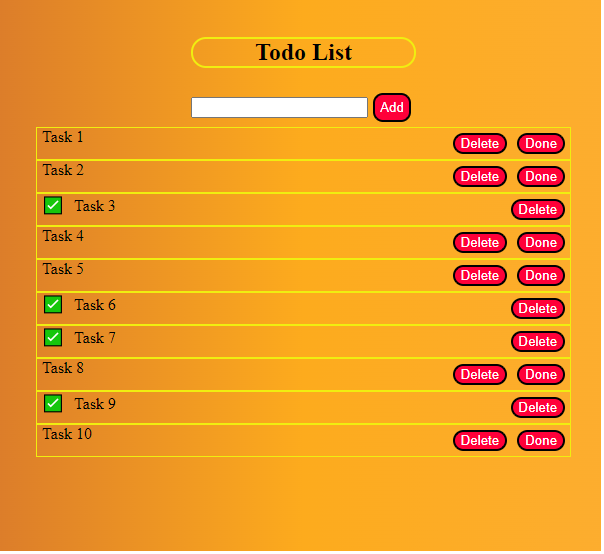 Todo List
Add
Task 1 Delete Done
Task 2 Delete Done
Task 3 Delete
Task 4 Delete Done
Task 5 Delete Done
Task 6 Delete
Task 7 Delete
Task 8 Delete Done
Task 9 Delete
Task 10 Delete Done